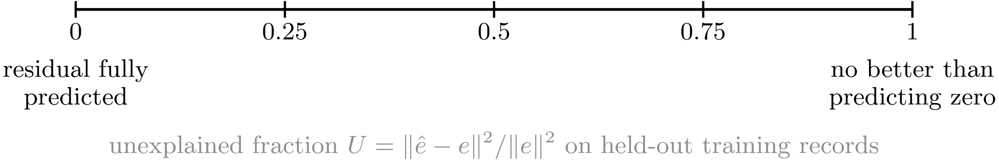 0 0.25 0.5 0.75 1
residual fully no better than
predicted predicting zero
unexplained fraction U = ‖ê − e‖²/‖e‖² on held-out training records